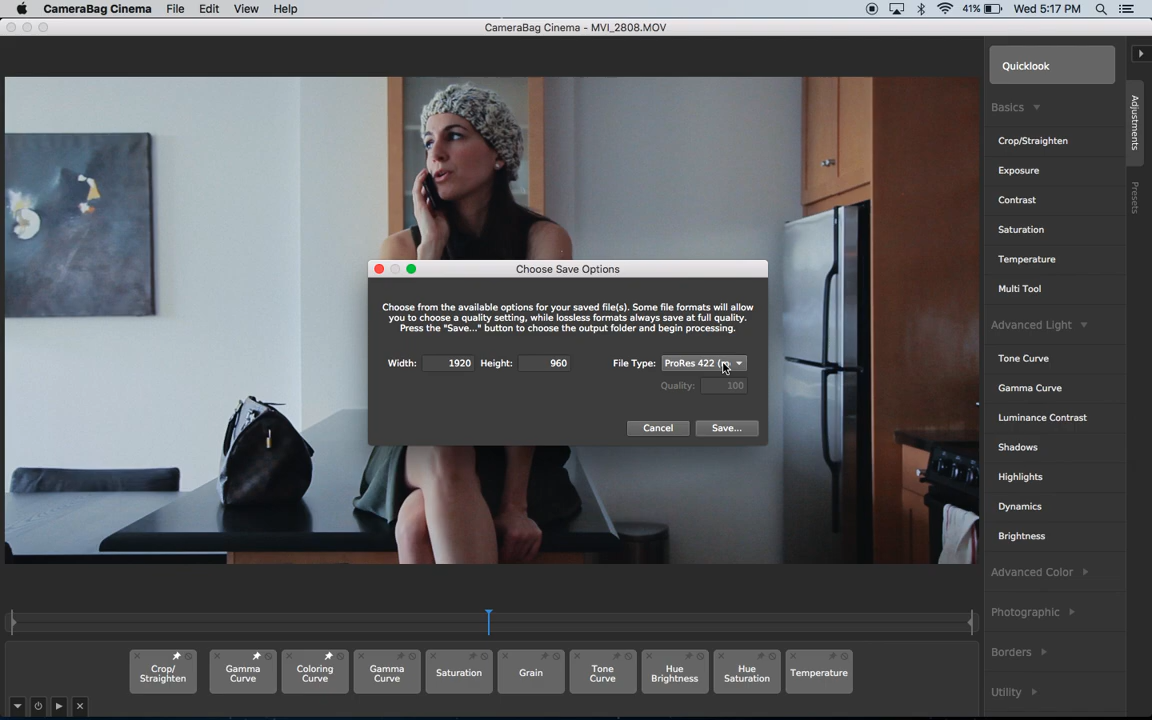 CameraBag Cinema File Edit View Help 41% Wed 5:17 PM
CameraBag Cinema - MVI_2808.MOV
Quicklook
Basics
Crop/Straighten
Exposure
Contrast
Saturation
Temperature
Multi Tool
Advanced Light
Tone Curve
Gamma Curve
Luminance Contrast
Shadows
Highlights
Dynamics
Brightness
Advanced Color
Photographic
Borders
Utility
Adjustments
Presets
Choose Save Options
Choose from the available options for your saved file(s). Some file formats will allow
you to choose a quality setting, while lossless formats always save at full quality.
Press the "Save..." button to choose the output folder and begin processing.
Width: 1920 Height: 960 File Type: ProRes 422
Quality: 100
Cancel Save...
Crop/
Straighten
Gamma
Curve
Coloring
Curve
Gamma
Curve
Saturation
Grain
Tone
Curve
Hue
Brightness
Hue
Saturation
Temperature